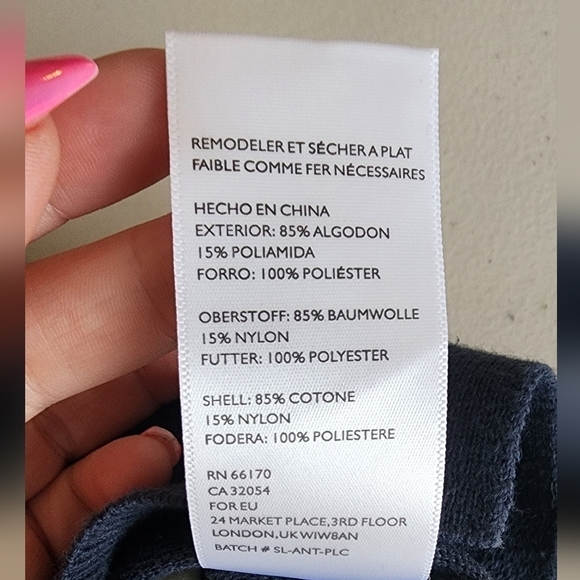 REMODELER ET SÉCHER A PLAT
FAIBLE COMME FER NÉCESSAIRES
HECHO EN CHINA
EXTERIOR: 85% ALGODON
15% POLIAMIDA
FORRO: 100% POLIÉSTER
OBERSTOFF: 85% BAUMWOLLE
15% NYLON
FUTTER: 100% POLYESTER
SHELL: 85% COTONE
15% NYLON
FODERA: 100% POLIESTERE
RN 66170
CA 32054
FOR EU
24 MARKET PLACE,3RD FLOOR
LONDON,UK WIW8AN
BATCH # SL-ANT-PLC